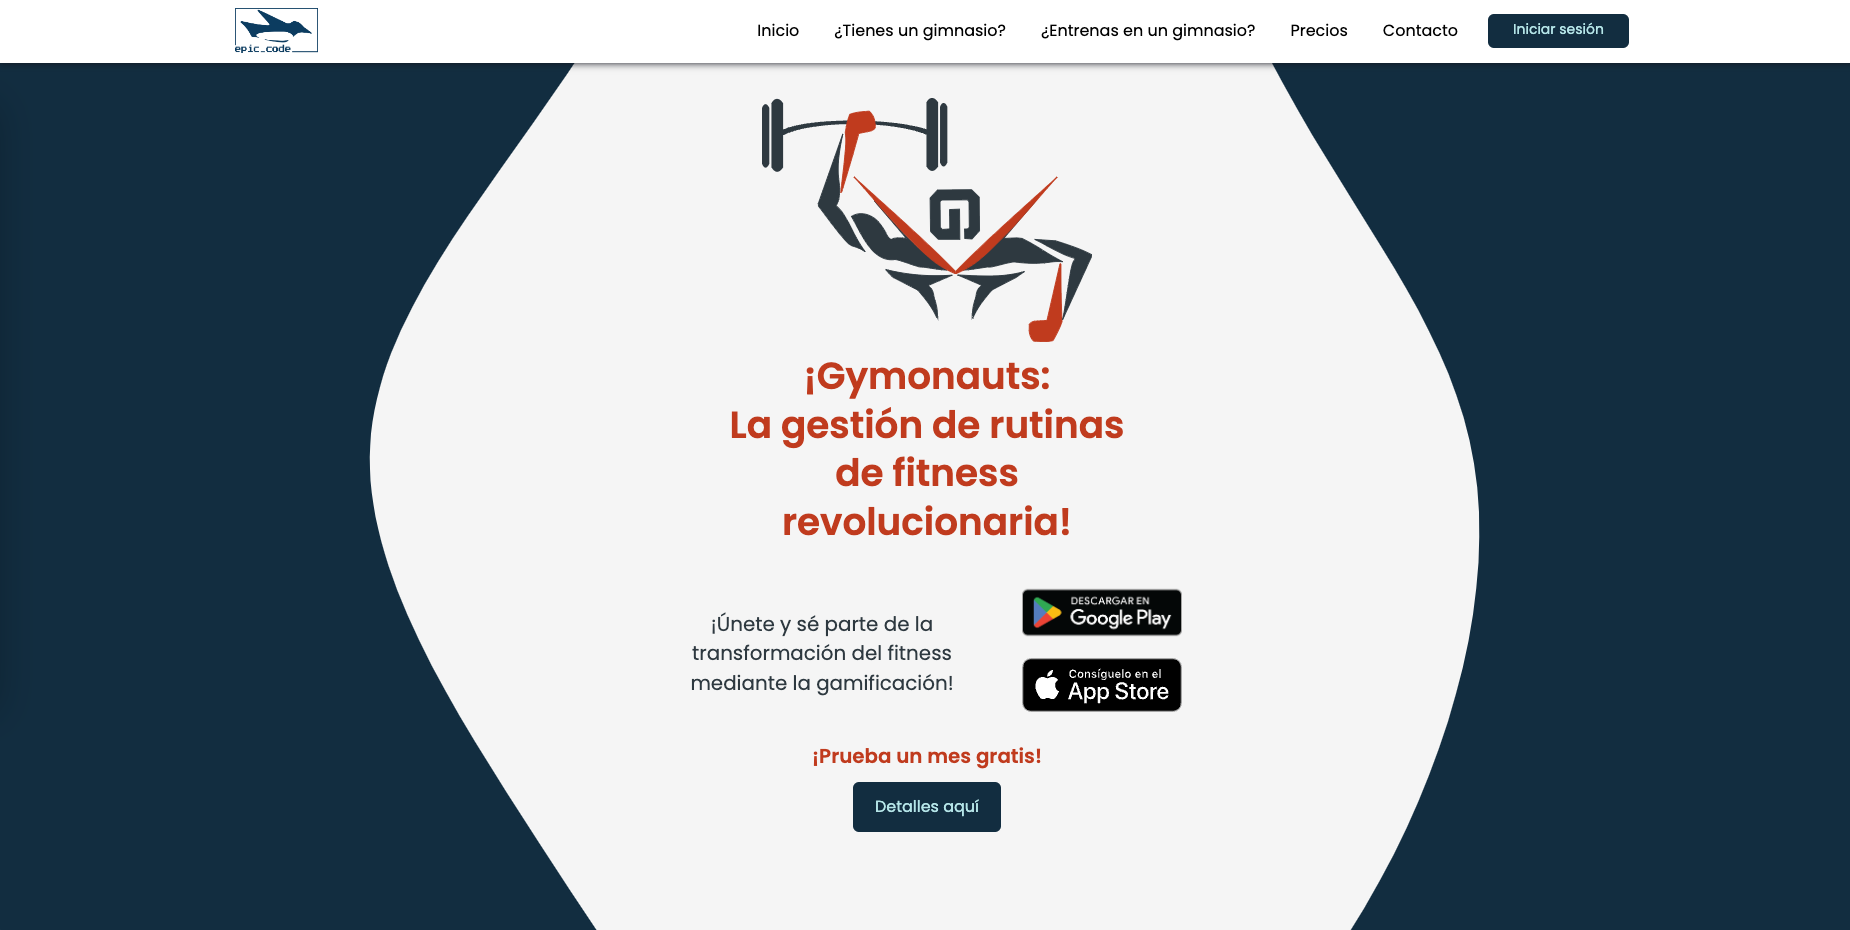 epic_code
Inicio
¿Tienes un gimnasio?
¿Entrenas en un gimnasio?
Precios
Contacto
Iniciar sesión
G
¡Gymonauts:
La gestión de rutinas
de fitness
revolucionaria!
¡Únete y sé parte de la
transformación del fitness
mediante la gamificación!
DESCARGAR EN
Google Play
Consíguelo en el
App Store
¡Prueba un mes gratis!
Detalles aquí